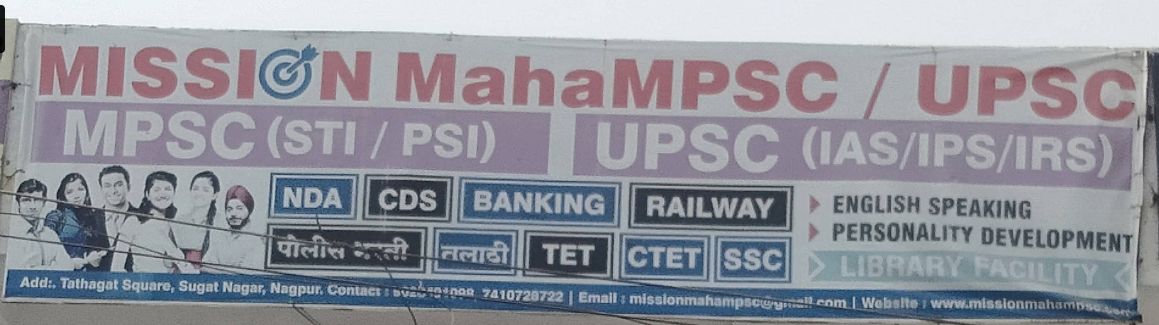 MISSION MahaMPSC / UPSC
MPSC (STI / PSI) UPSC (IAS/IPS/IRS)
NDA CDS BANKING RAILWAY
पोलीस भरती तलाठी TET CTET SSC
ENGLISH SPEAKING
PERSONALITY DEVELOPMENT
LIBRARY FACILITY
Add:. Tathagat Square, Sugat Nagar, Nagpur. Contact : 7410728722 | Email : missionmahampsc@gmail.com | Website :